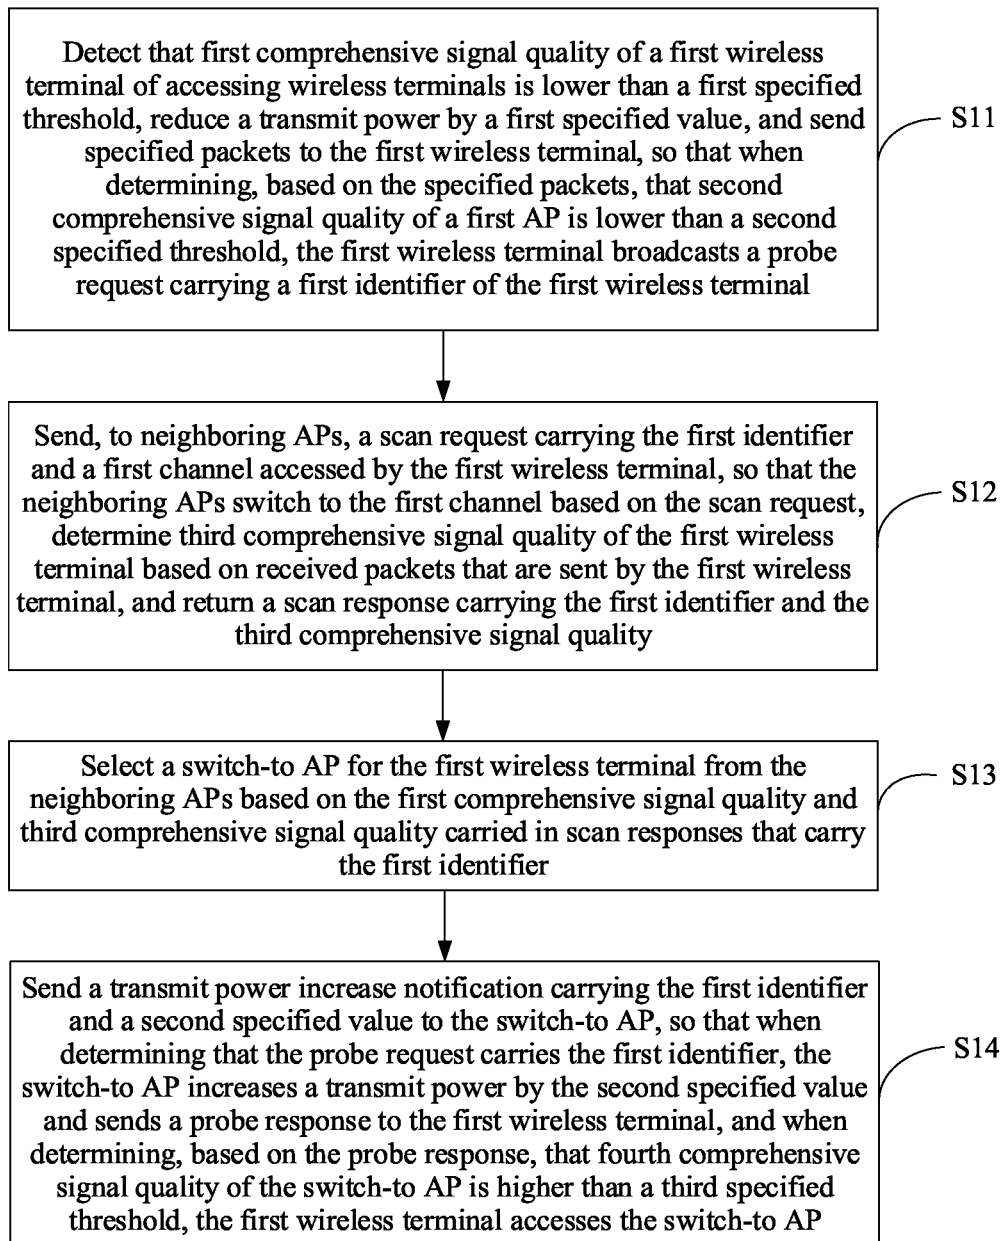 Detect that first comprehensive signal quality of a first wireless
terminal of accessing wireless terminals is lower than a first specified
threshold, reduce a transmit power by a first specified value, and send
specified packets to the first wireless terminal, so that when
determining, based on the specified packets, that second
comprehensive signal quality of a first AP is lower than a second
specified threshold, the first wireless terminal broadcasts a probe
request carrying a first identifier of the first wireless terminal
S11
Send, to neighboring APs, a scan request carrying the first identifier
and a first channel accessed by the first wireless terminal, so that the
neighboring APs switch to the first channel based on the scan request,
determine third comprehensive signal quality of the first wireless
terminal based on received packets that are sent by the first wireless
terminal, and return a scan response carrying the first identifier and the
third comprehensive signal quality
S12
Select a switch-to AP for the first wireless terminal from the
neighboring APs based on the first comprehensive signal quality and
third comprehensive signal quality carried in scan responses that carry
the first identifier
S13
Send a transmit power increase notification carrying the first identifier
and a second specified value to the switch-to AP, so that when
determining that the probe request carries the first identifier, the
switch-to AP increases a transmit power by the second specified value
and sends a probe response to the first wireless terminal, and when
determining, based on the probe response, that fourth comprehensive
signal quality of the switch-to AP is higher than a third specified
threshold, the first wireless terminal accesses the switch-to AP
S14